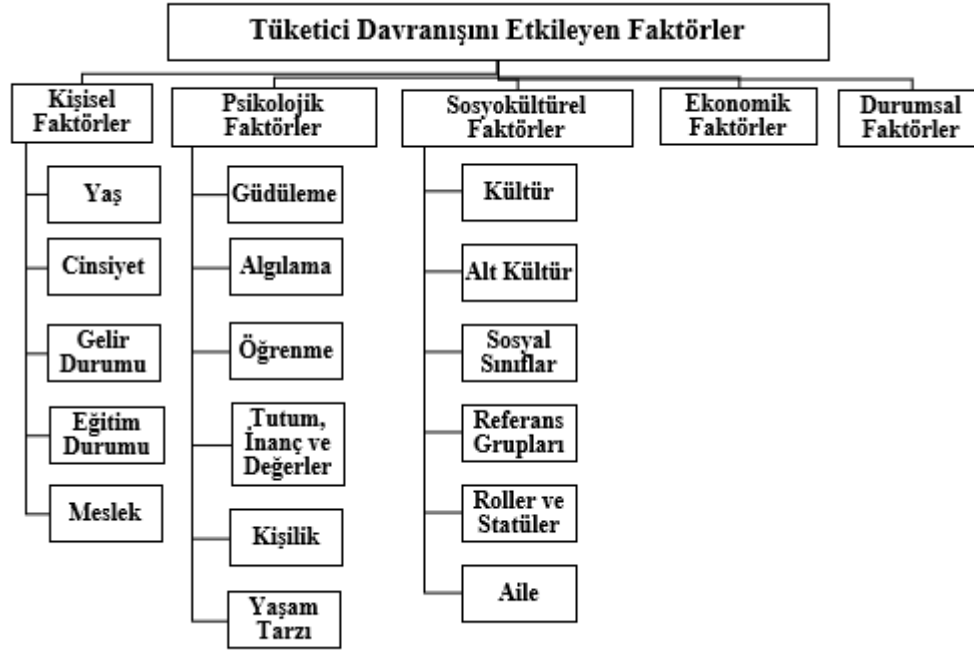 Tüketici Davranışını Etkileyen Faktörler
Kişisel
Faktörler
Psikolojik
Faktörler
Sosyokültürel
Faktörler
Ekonomik
Faktörler
Durumsal
Faktörler
Yaş
Cinsiyet
Gelir
Durumu
Eğitim
Durumu
Meslek
Güdüleme
Algılama
Öğrenme
Tutum,
İnanç ve
Değerler
Kişilik
Yaşam
Tarzı
Kültür
Alt Kültür
Sosyal
Sınıflar
Referans
Grupları
Roller ve
Statüler
Aile